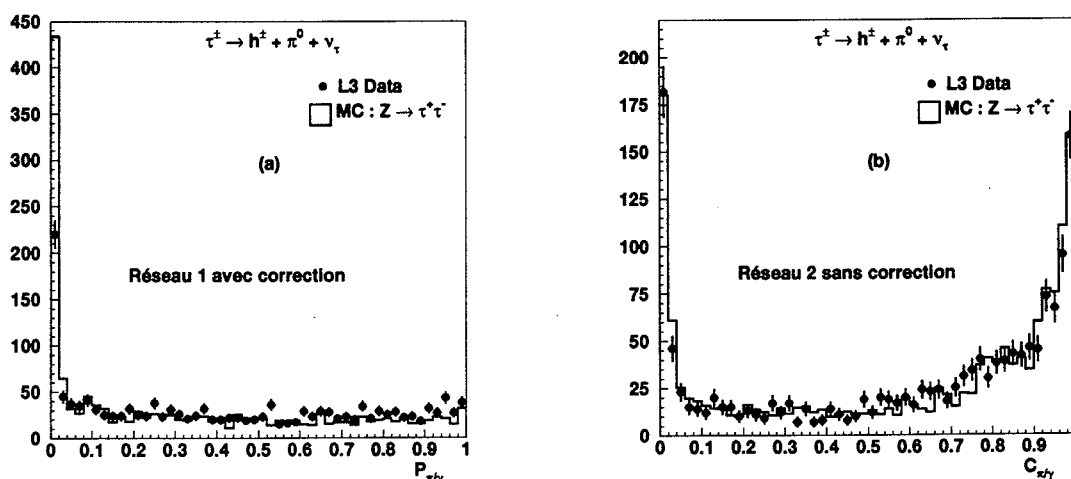 τ± → h± + π0 + ντ
L3 Data
MC : Z → τ+τ-
(a)
Réseau 1 avec correction
450
400
350
300
250
200
150
100
50
0
0 0.1 0.2 0.3 0.4 0.5 0.6 0.7 0.8 0.9 1
Pπ/γ
τ± → h± + π0 + ντ
L3 Data
MC : Z → τ+τ-
(b)
Réseau 2 sans correction
200
175
150
125
100
75
50
25
0
0 0.1 0.2 0.3 0.4 0.5 0.6 0.7 0.8 0.9
Cπ/γ